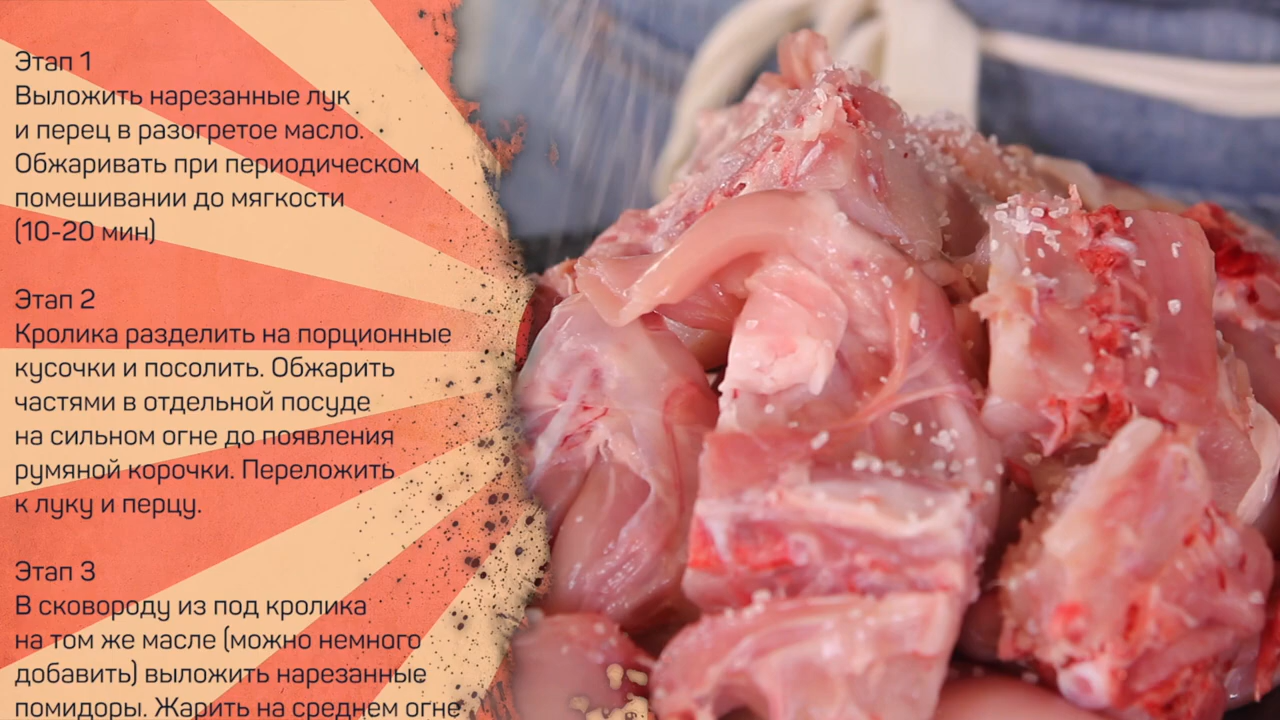 Этап 1
Выложить нарезанные лук
и перец в разогретое масло.
Обжаривать при периодическом
помешивании до мягкости
(10-20 мин)
Этап 2
Кролика разделить на порционные
кусочки и посолить. Обжарить
частями в отдельной посуде
на сильном огне до появления
румяной корочки. Переложить
к луку и перцу.
Этап 3
В сковороду из под кролика
на том же масле (можно немного
добавить) выложить нарезанные
помидоры. Жарить на среднем огне